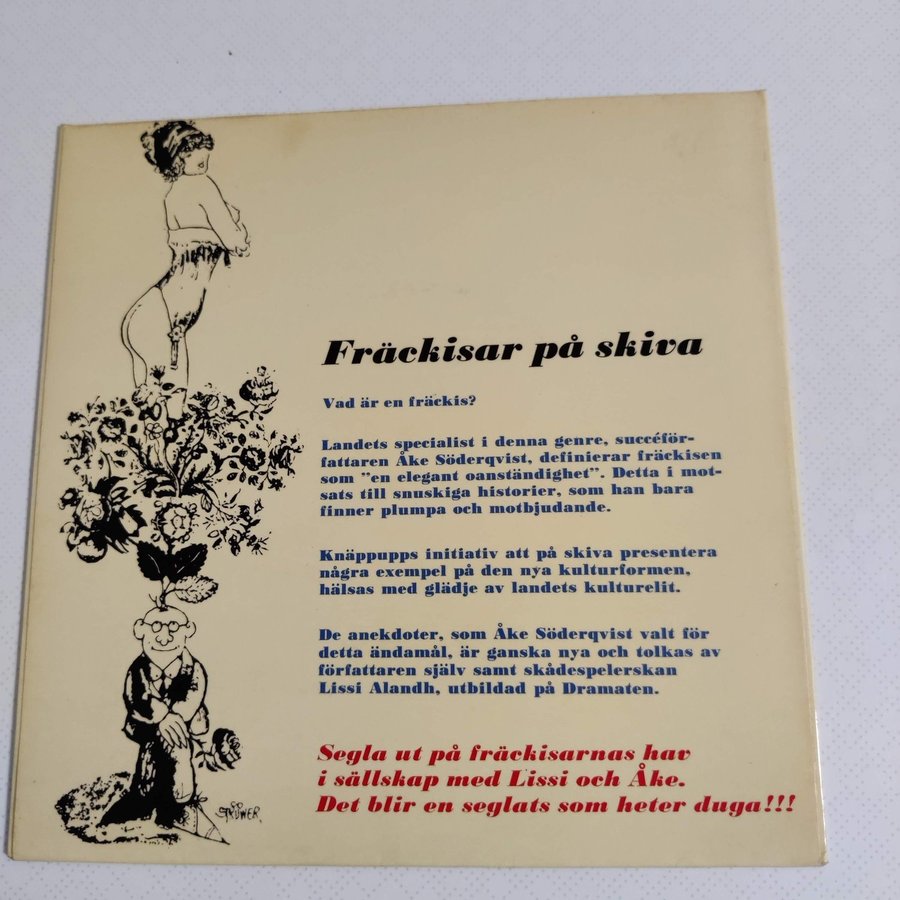 Fräckisar på skiva
Vad är en fräckis?
Landets specialist i denna genre, succéför-
fattaren Åke Söderqvist, definierar fräckisen
som "en elegant oanständighet". Detta i mot-
sats till snuskiga historier, som han bara
finner plumpa och motbjudande.
Knäppupps initiativ att på skiva presentera
några exempel på den nya kulturformen,
hälsas med glädje av landets kulturelit.
De anekdoter, som Åke Söderqvist valt för
detta ändamål, är ganska nya och tolkas av
författaren själv samt skådespelerskan
Lissi Alandh, utbildad på Dramaten.
Segla ut på fräckisarnas hav
i sällskap med Lissi och Åke.
Det blir en seglats som heter duga!!!
STRÖWER.